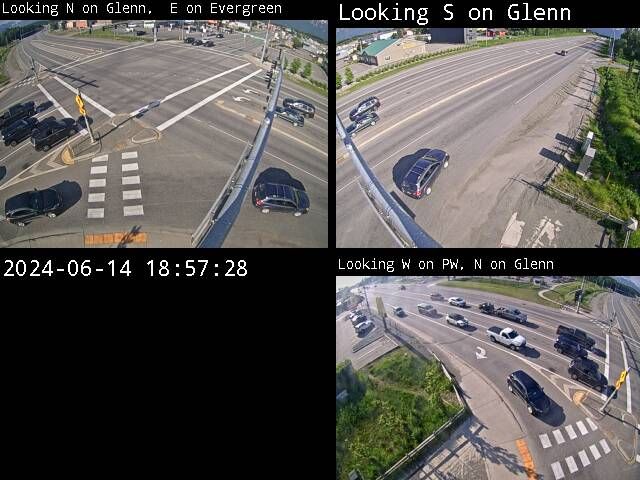 Looking N on Glenn, E on Evergreen
Looking S on Glenn
2024-06-14 18:57:28
Looking W on PW, N on Glenn